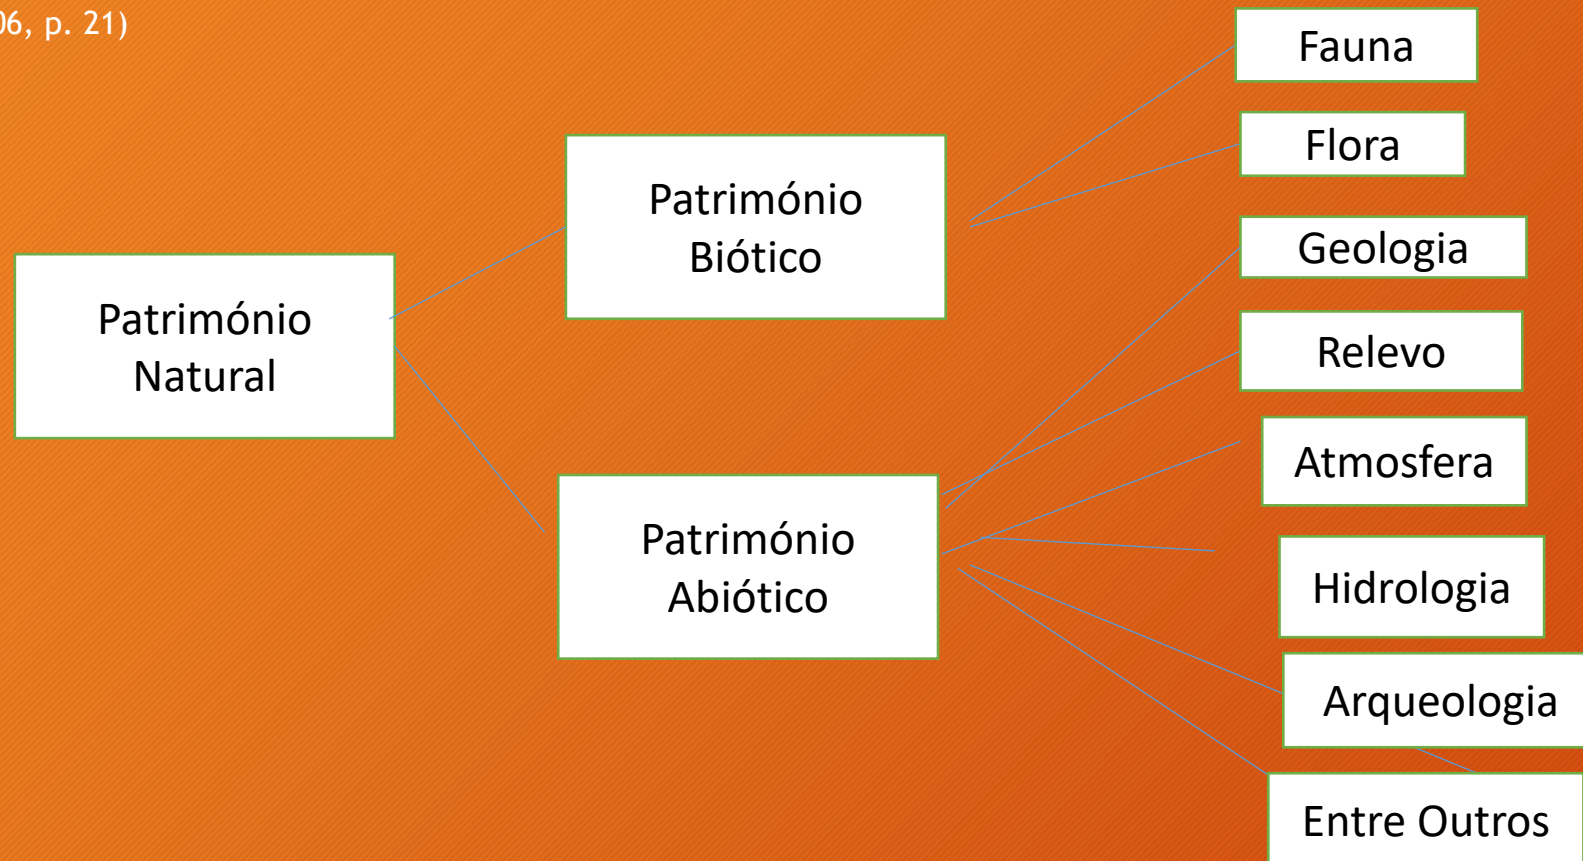 06, p. 21)
Fauna
Flora
Património
Biótico
Geologia
Património
Natural
Relevo
Atmosfera
Património
Abiótico
Hidrologia
Arqueologia
Entre Outros